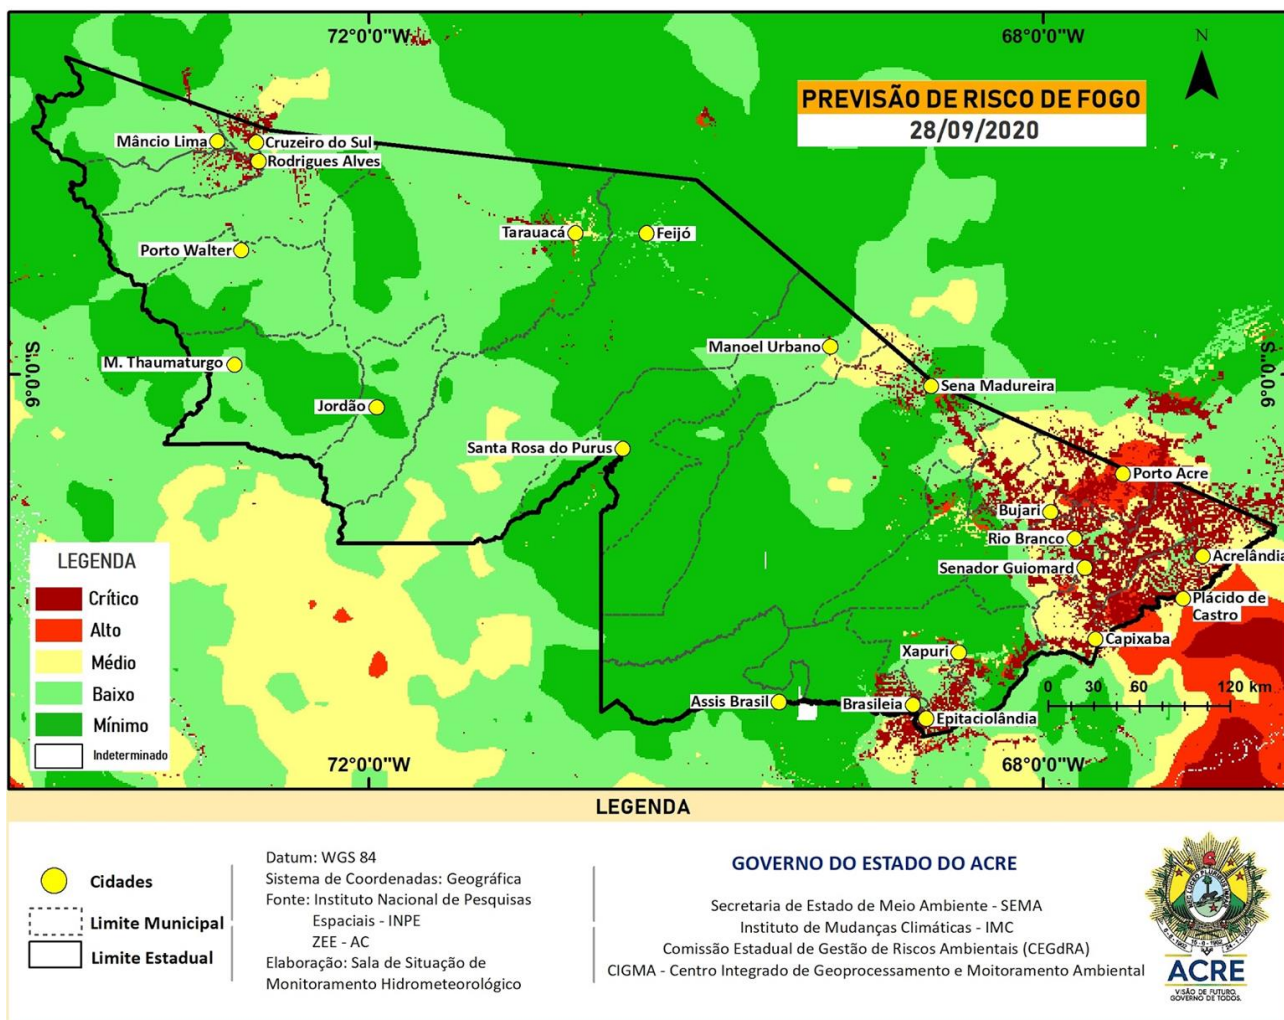 72°0'0"W
68°0'0"W
N
PREVISÃO DE RISCO DE FOGO
28/09/2020
Mâncio Lima
Cruzeiro do Sul
Rodrigues Alves
Tarauacá
Feijó
Porto Walter
M. Thaumaturgo
Jordão
Manoel Urbano
Sena Madureira
9°0'0"S
9°0'0"S
Santa Rosa do Purus
Porto Acre
Bujari
Rio Branco
Senador Guiomard
Acrelândia
Plácido de
Castro
Capixaba
Xapuri
Assis Brasil
Brasileia
Epitaciolândia
0 30 60 120 km
72°0'0"W
68°0'0"W
LEGENDA
Crítico
Alto
Médio
Baixo
Mínimo
Indeterminado
LEGENDA
Cidades
Limite Municipal
Limite Estadual
Datum: WGS 84
Sistema de Coordenadas: Geográfica
Fonte: Instituto Nacional de Pesquisas
Espaciais - INPE
ZEE - AC
Elaboração: Sala de Situação de
Monitoramento Hidrometeorológico
GOVERNO DO ESTADO DO ACRE
Secretaria de Estado de Meio Ambiente - SEMA
Instituto de Mudanças Climáticas - IMC
Comissão Estadual de Gestão de Riscos Ambientais (CEGdRA)
CIGMA - Centro Integrado de Geoprocessamento e Moitoramento Ambiental
ACRE
VISÃO DE FUTURO.
GOVERNO DE TODOS.